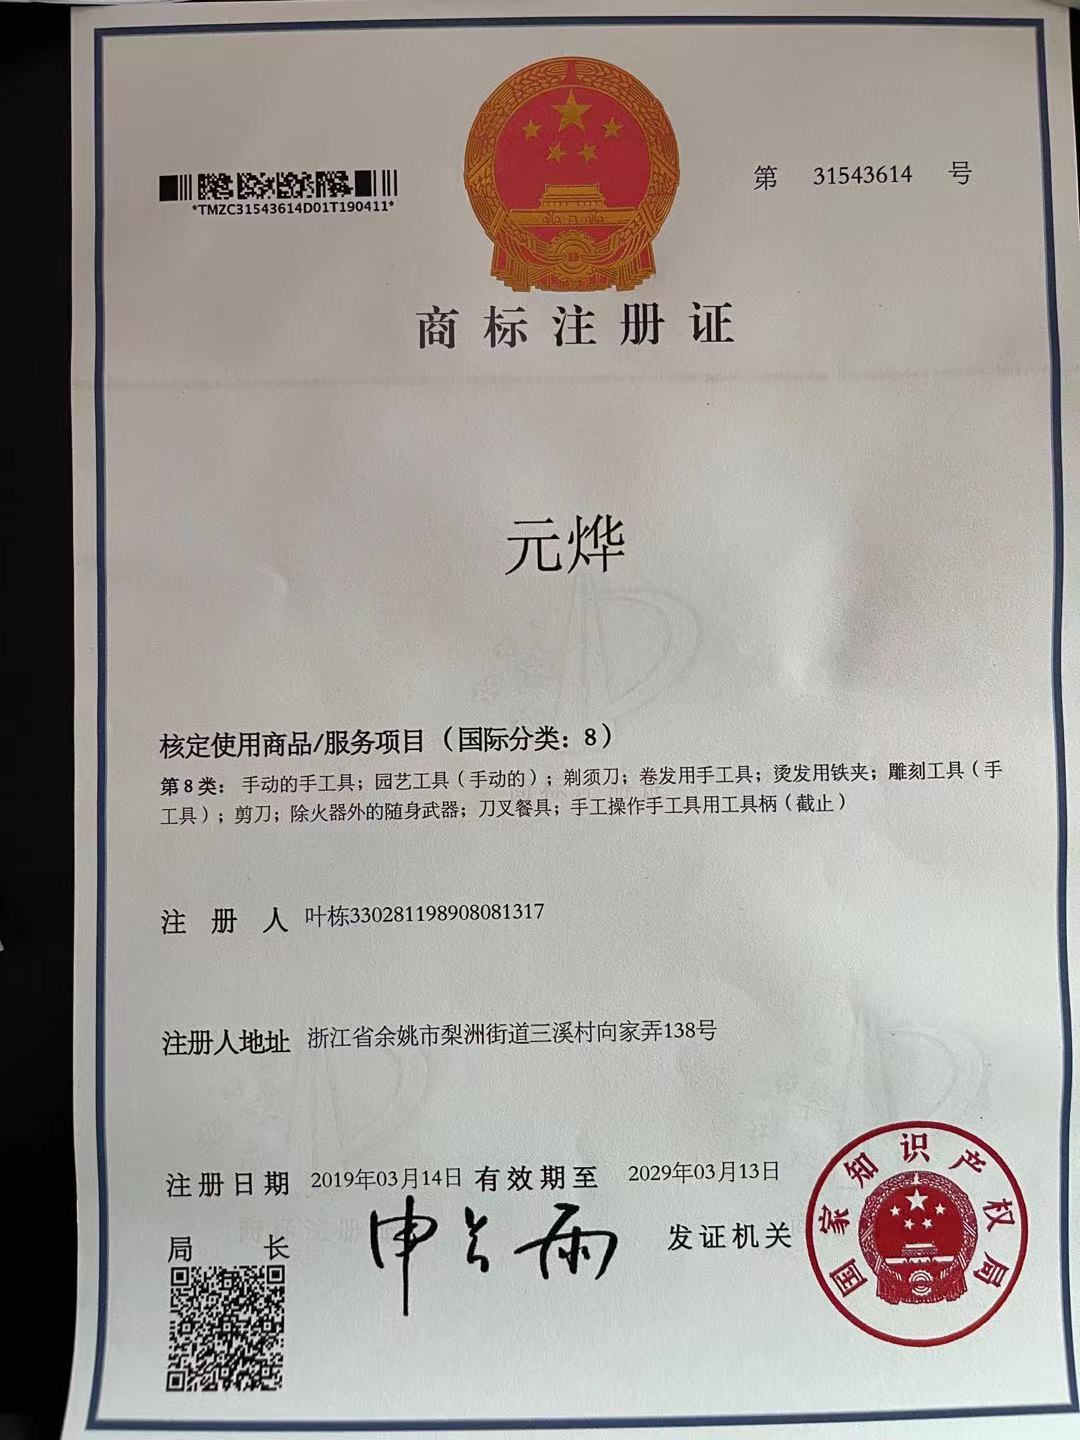 第 31543614 号
*TMZC31543614D01T190411*
商标注册证
元烨
核定使用商品/服务项目（国际分类：8）
第8类：手动的手工具；园艺工具（手动的）；剃须刀；卷发用手工具；烫发用铁夹；雕刻工具（手
工具）；剪刀；除火器外的随身武器；刀叉餐具；手工操作手工具用工具柄（截止）
注册人 叶栋330281198908081317
注册人地址 浙江省余姚市梨洲街道三溪村向家弄138号
注册日期 2019年03月14日 有效期至 2029年03月13日
局长 申长雨 发证机关
国家知识产权局